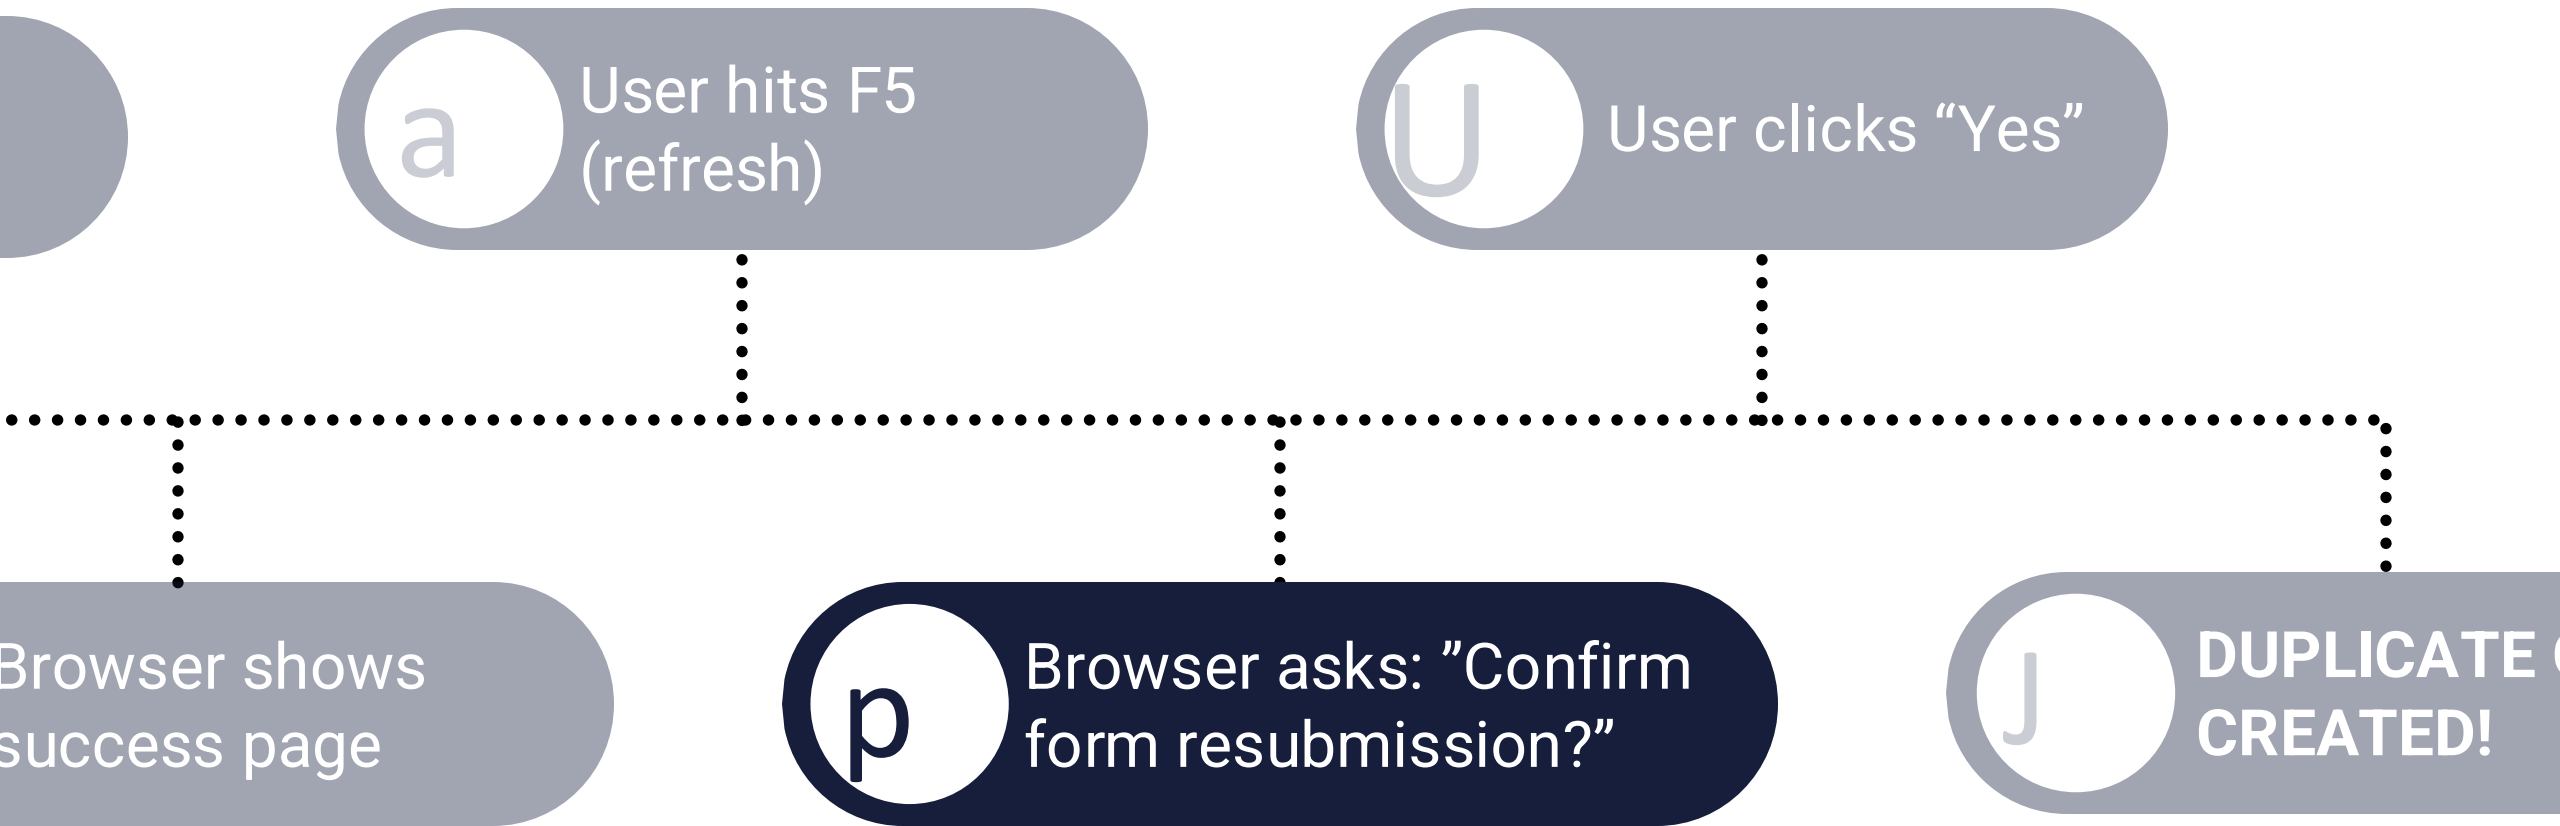 a
User hits F5
(refresh)
U
User clicks “Yes”
Browser shows
success page
p
Browser asks: ”Confirm
form resubmission?”
J
DUPLICATE
CREATED!